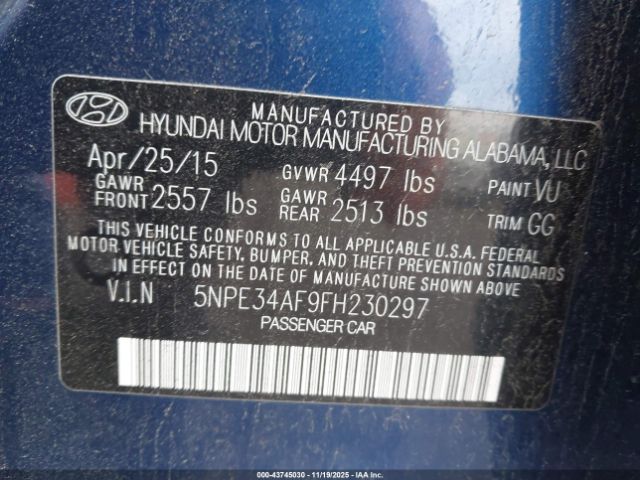 MANUFACTURED BY
HYUNDAI MOTOR MANUFACTURING ALABAMA, LLC
Apr/25/15 GVWR 4497 lbs PAINT VU
GAWR FRONT 2557 lbs GAWR REAR 2513 lbs TRIM GG
THIS VEHICLE CONFORMS TO ALL APPLICABLE U.S.A. FEDERAL
MOTOR VEHICLE SAFETY, BUMPER, AND THEFT PREVENTION STANDARDS
IN EFFECT ON THE DATE OF MANUFACTURE SHOWN ABOVE.
V.I.N 5NPE34AF9FH230297
PASSENGER CAR
000-43745030 - 11/19/2025 - IAAI.COM